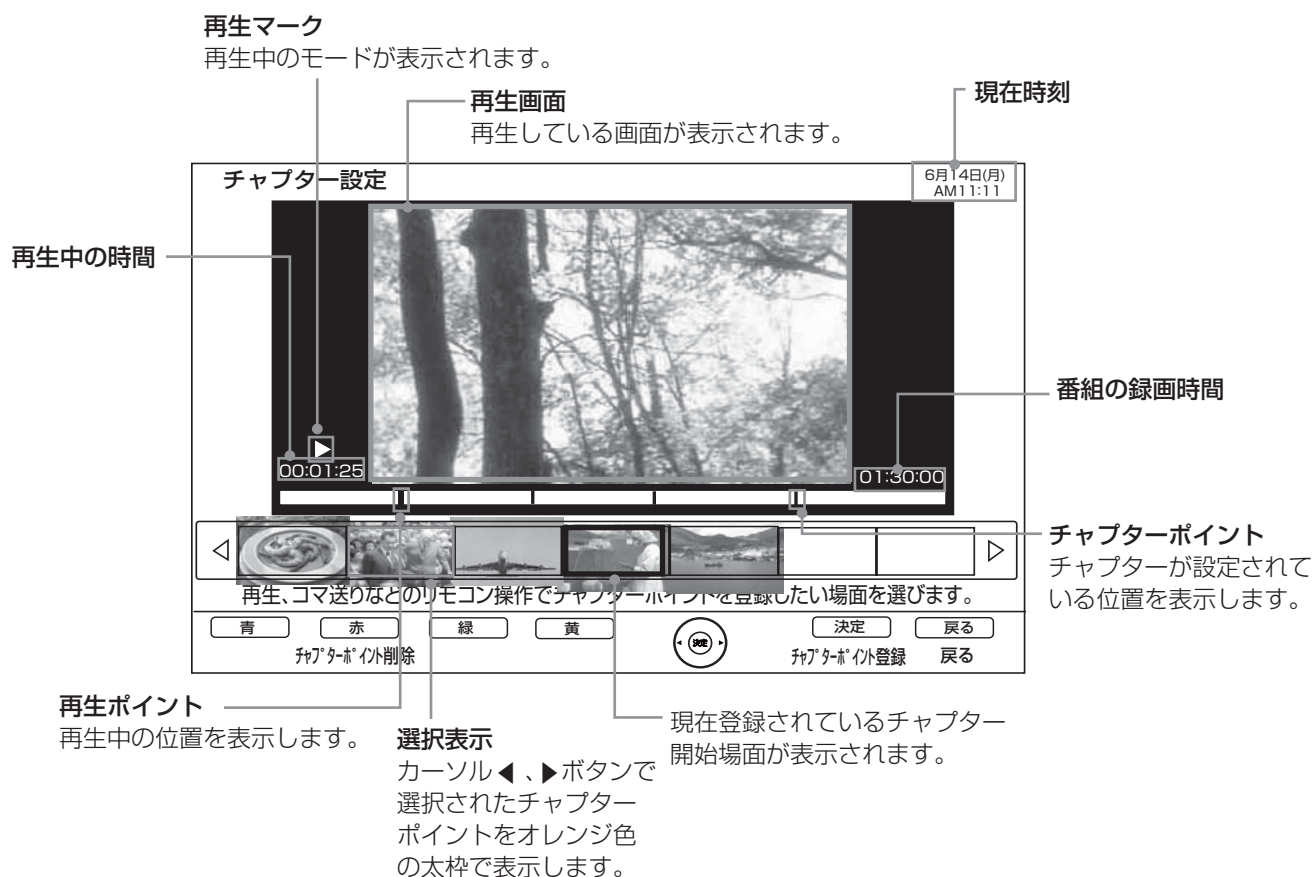 再生マーク
再生中のモードが表示されます。
再生画面
再生している画面が表示されます。
現在時刻
チャプター設定
6月14日(月)
AM11:11
再生中の時間
番組の録画時間
00:01:25
01:30:00
チャプターポイント
チャプターが設定されて
いる位置を表示します。
再生、コマ送りなどのリモコン操作でチャプターポイントを登録したい場面を選びます。
青 赤 緑 黄 決定 決定 戻る
ﾁｬﾌﾟﾀｰﾎﾟｲﾝﾄ削除 ﾁｬﾌﾟﾀｰﾎﾟｲﾝﾄ登録 戻る
再生ポイント
再生中の位置を表示します。
選択表示
カーソル◀、▶ボタンで
選択されたチャプター
ポイントをオレンジ色
の太枠で表示します。
現在登録されているチャプター
開始場面が表示されます。